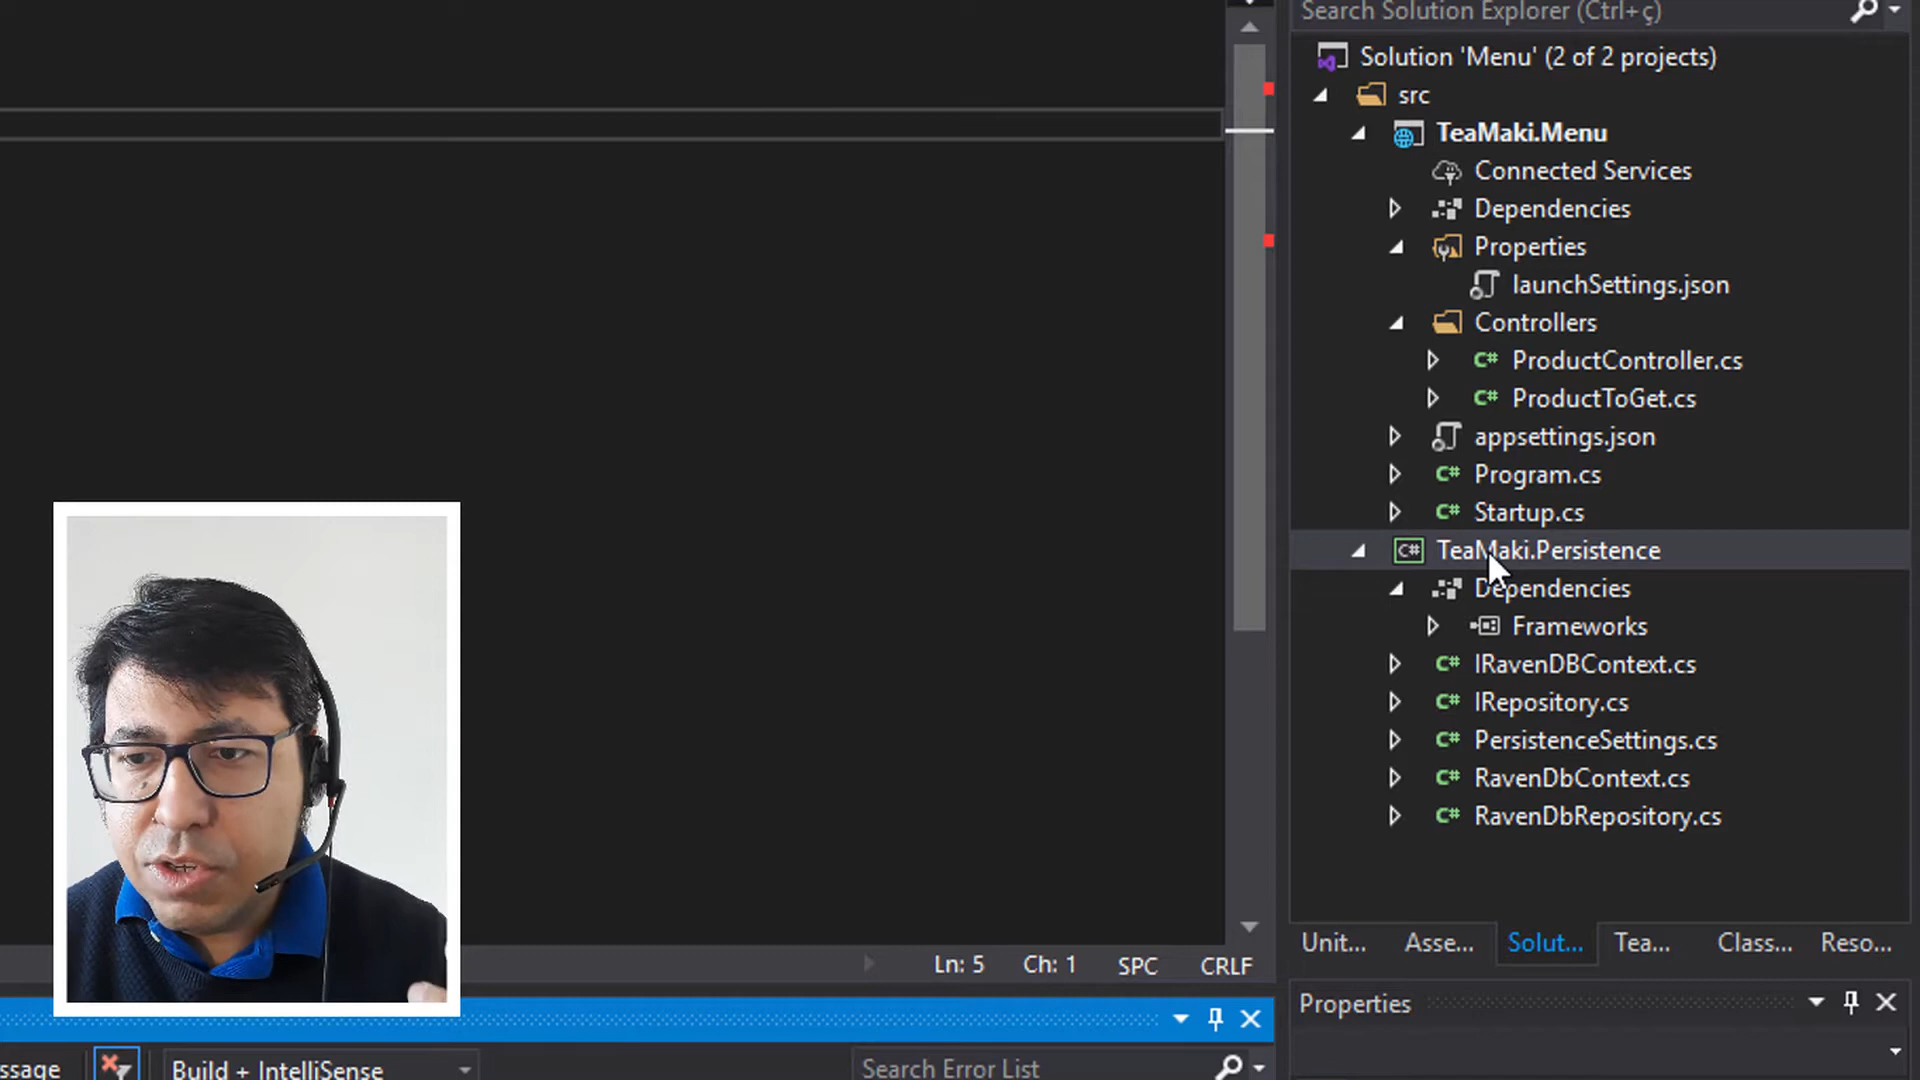 Search Solution Explorer (Ctrl+ç)
Solution 'Menu' (2 of 2 projects)
src
TeaMaki.Menu
Connected Services
Dependencies
Properties
launchSettings.json
Controllers
C# ProductController.cs
C# ProductToGet.cs
appsettings.json
C# Program.cs
C# Startup.cs
C# TeaMaki.Persistence
Dependencies
Frameworks
C# IRavenDBContext.cs
C# IRepository.cs
C# PersistenceSettings.cs
C# RavenDbContext.cs
C# RavenDbRepository.cs
Unit... Asse... Solut... Tea... Class... Reso...
Ln: 5 Ch: 1 SPC CRLF
Properties
ssage Build + IntelliSense Search Error List